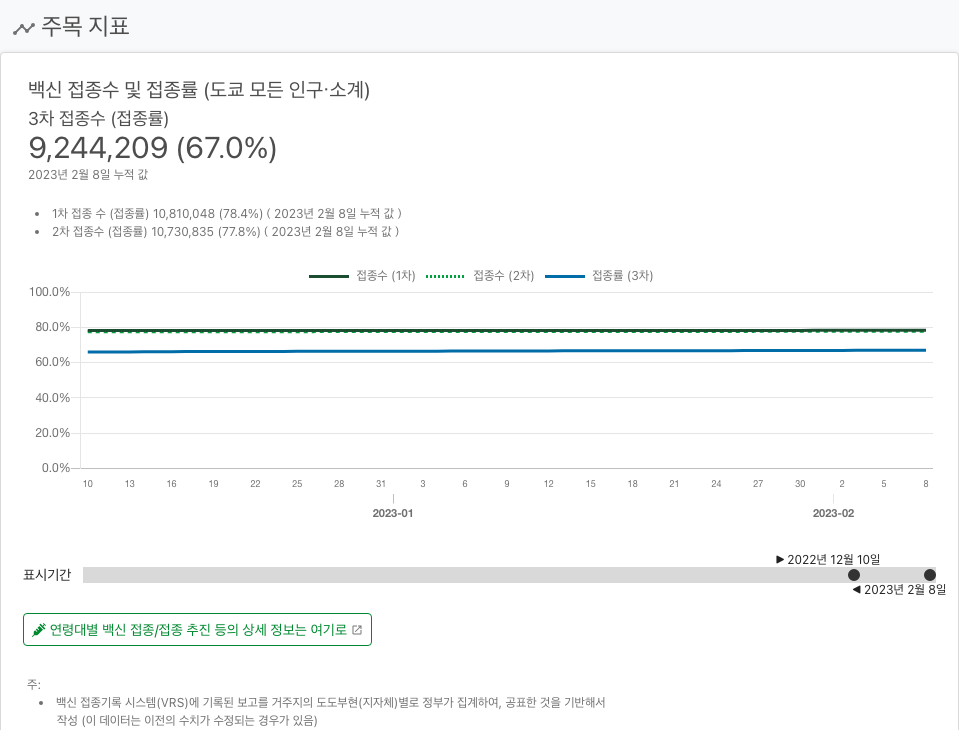 주목 지표
백신 접종수 및 접종률 (도쿄 모든 인구·소계)
3차 접종수 (접종률)
9,244,209 (67.0%)
2023년 2월 8일 누적 값
• 1차 접종 수 (접종률) 10,810,048 (78.4%) ( 2023년 2월 8일 누적 값 )
• 2차 접종수 (접종률) 10,730,835 (77.8%) ( 2023년 2월 8일 누적 값 )
접종수 (1차) 접종수 (2차) 접종률 (3차)
100.0%
80.0%
60.0%
40.0%
20.0%
0.0%
10 13 16 19 22 25 28 31 3 6 9 12 15 18 21 24 27 30 2 5 8
2023-01 2023-02
▶ 2022년 12월 10일
표시기간
◀ 2023년 2월 8일
연령대별 백신 접종/접종 추진 등의 상세 정보는 여기로
주:
• 백신 접종기록 시스템(VRS)에 기록된 보고를 거주지의 도도부현(지자체)별로 정부가 집계하여, 공표한 것을 기반해서
작성 (이 데이터는 이전의 수치가 수정되는 경우가 있음)